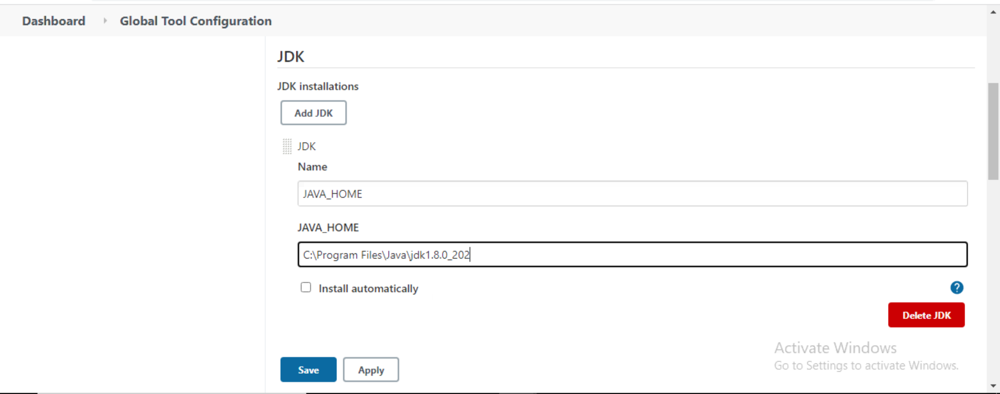 Dashboard
Global Tool Configuration
JDK
JDK installations
Add JDK
JDK
Name
JAVA_HOME
JAVA_HOME
C:\Program Files\Java\jdk1.8.0_202
Install automatically
?
Delete JDK
Activate Windows
Go to Settings to activate Windows.
Save
Apply